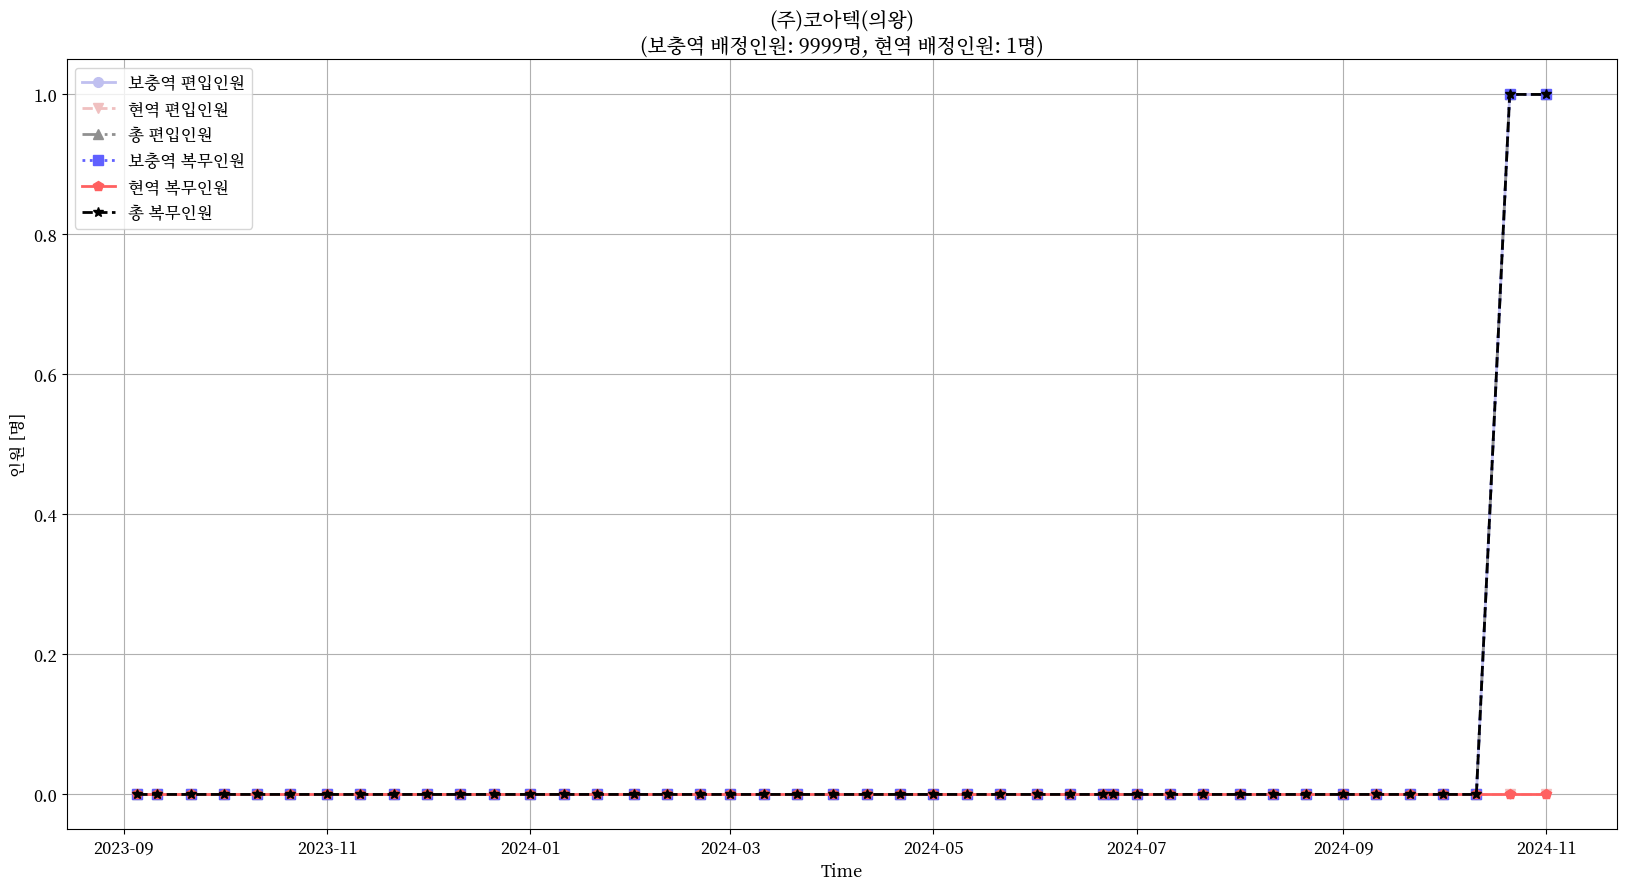 (주)코아텍(의왕)
(보충역 배정인원: 9999명, 현역 배정인원: 1명)
보충역 편입인원
현역 편입인원
총 편입인원
보충역 복무인원
현역 복무인원
총 복무인원
인원 [명]
1.0
0.8
0.6
0.4
0.2
0.0
2023-09
2023-11
2024-01
2024-03
2024-05
2024-07
2024-09
2024-11
Time